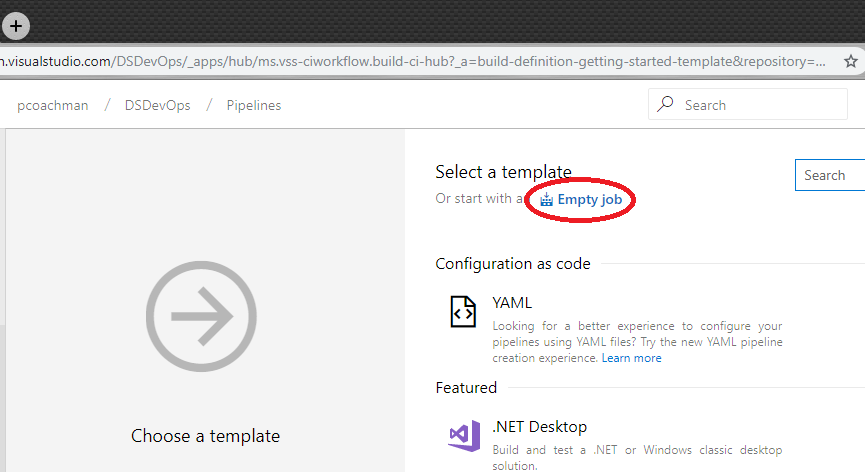 +
n.visualstudio.com/DSDevOps/_apps/hub/ms.vss-ciworkflow.build-ci-hub?_a=build-definition-getting-started-template&repository=...
pcoachman / DSDevOps / Pipelines
Search
Select a template
Search
Or start with a Empty job
Configuration as code
YAML
Looking for a better experience to configure your
pipelines using YAML files? Try the new YAML pipeline
creation experience. Learn more
Featured
Choose a template
.NET Desktop
Build and test a .NET or Windows classic desktop
solution.